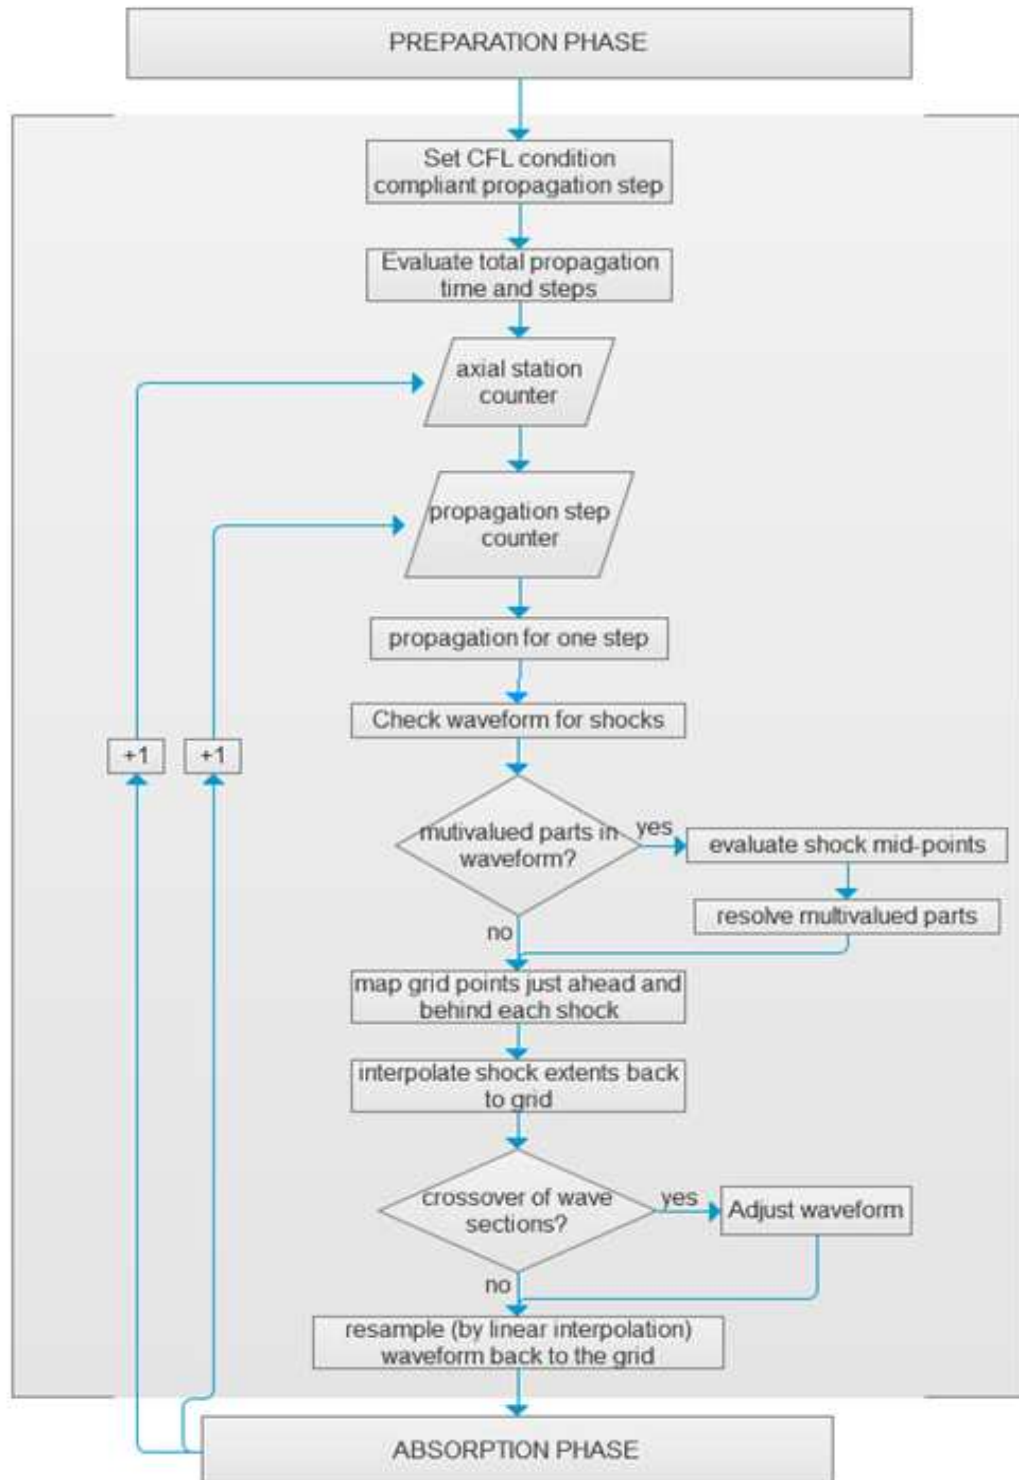 PREPARATION PHASE
Set CFL condition
compliant propagation step
Evaluate total propagation
time and steps
axial station
counter
propagation step
counter
propagation for one step
Check waveform for shocks
+1
+1
mutivalued parts in
waveform?
yes
evaluate shock mid-points
resolve multivalued parts
no
map grid points just ahead and
behind each shock
interpolate shock extents back
to grid
crossover of wave
sections?
yes
Adjust waveform
no
resample (by linear interpolation)
waveform back to the grid
ABSORPTION PHASE